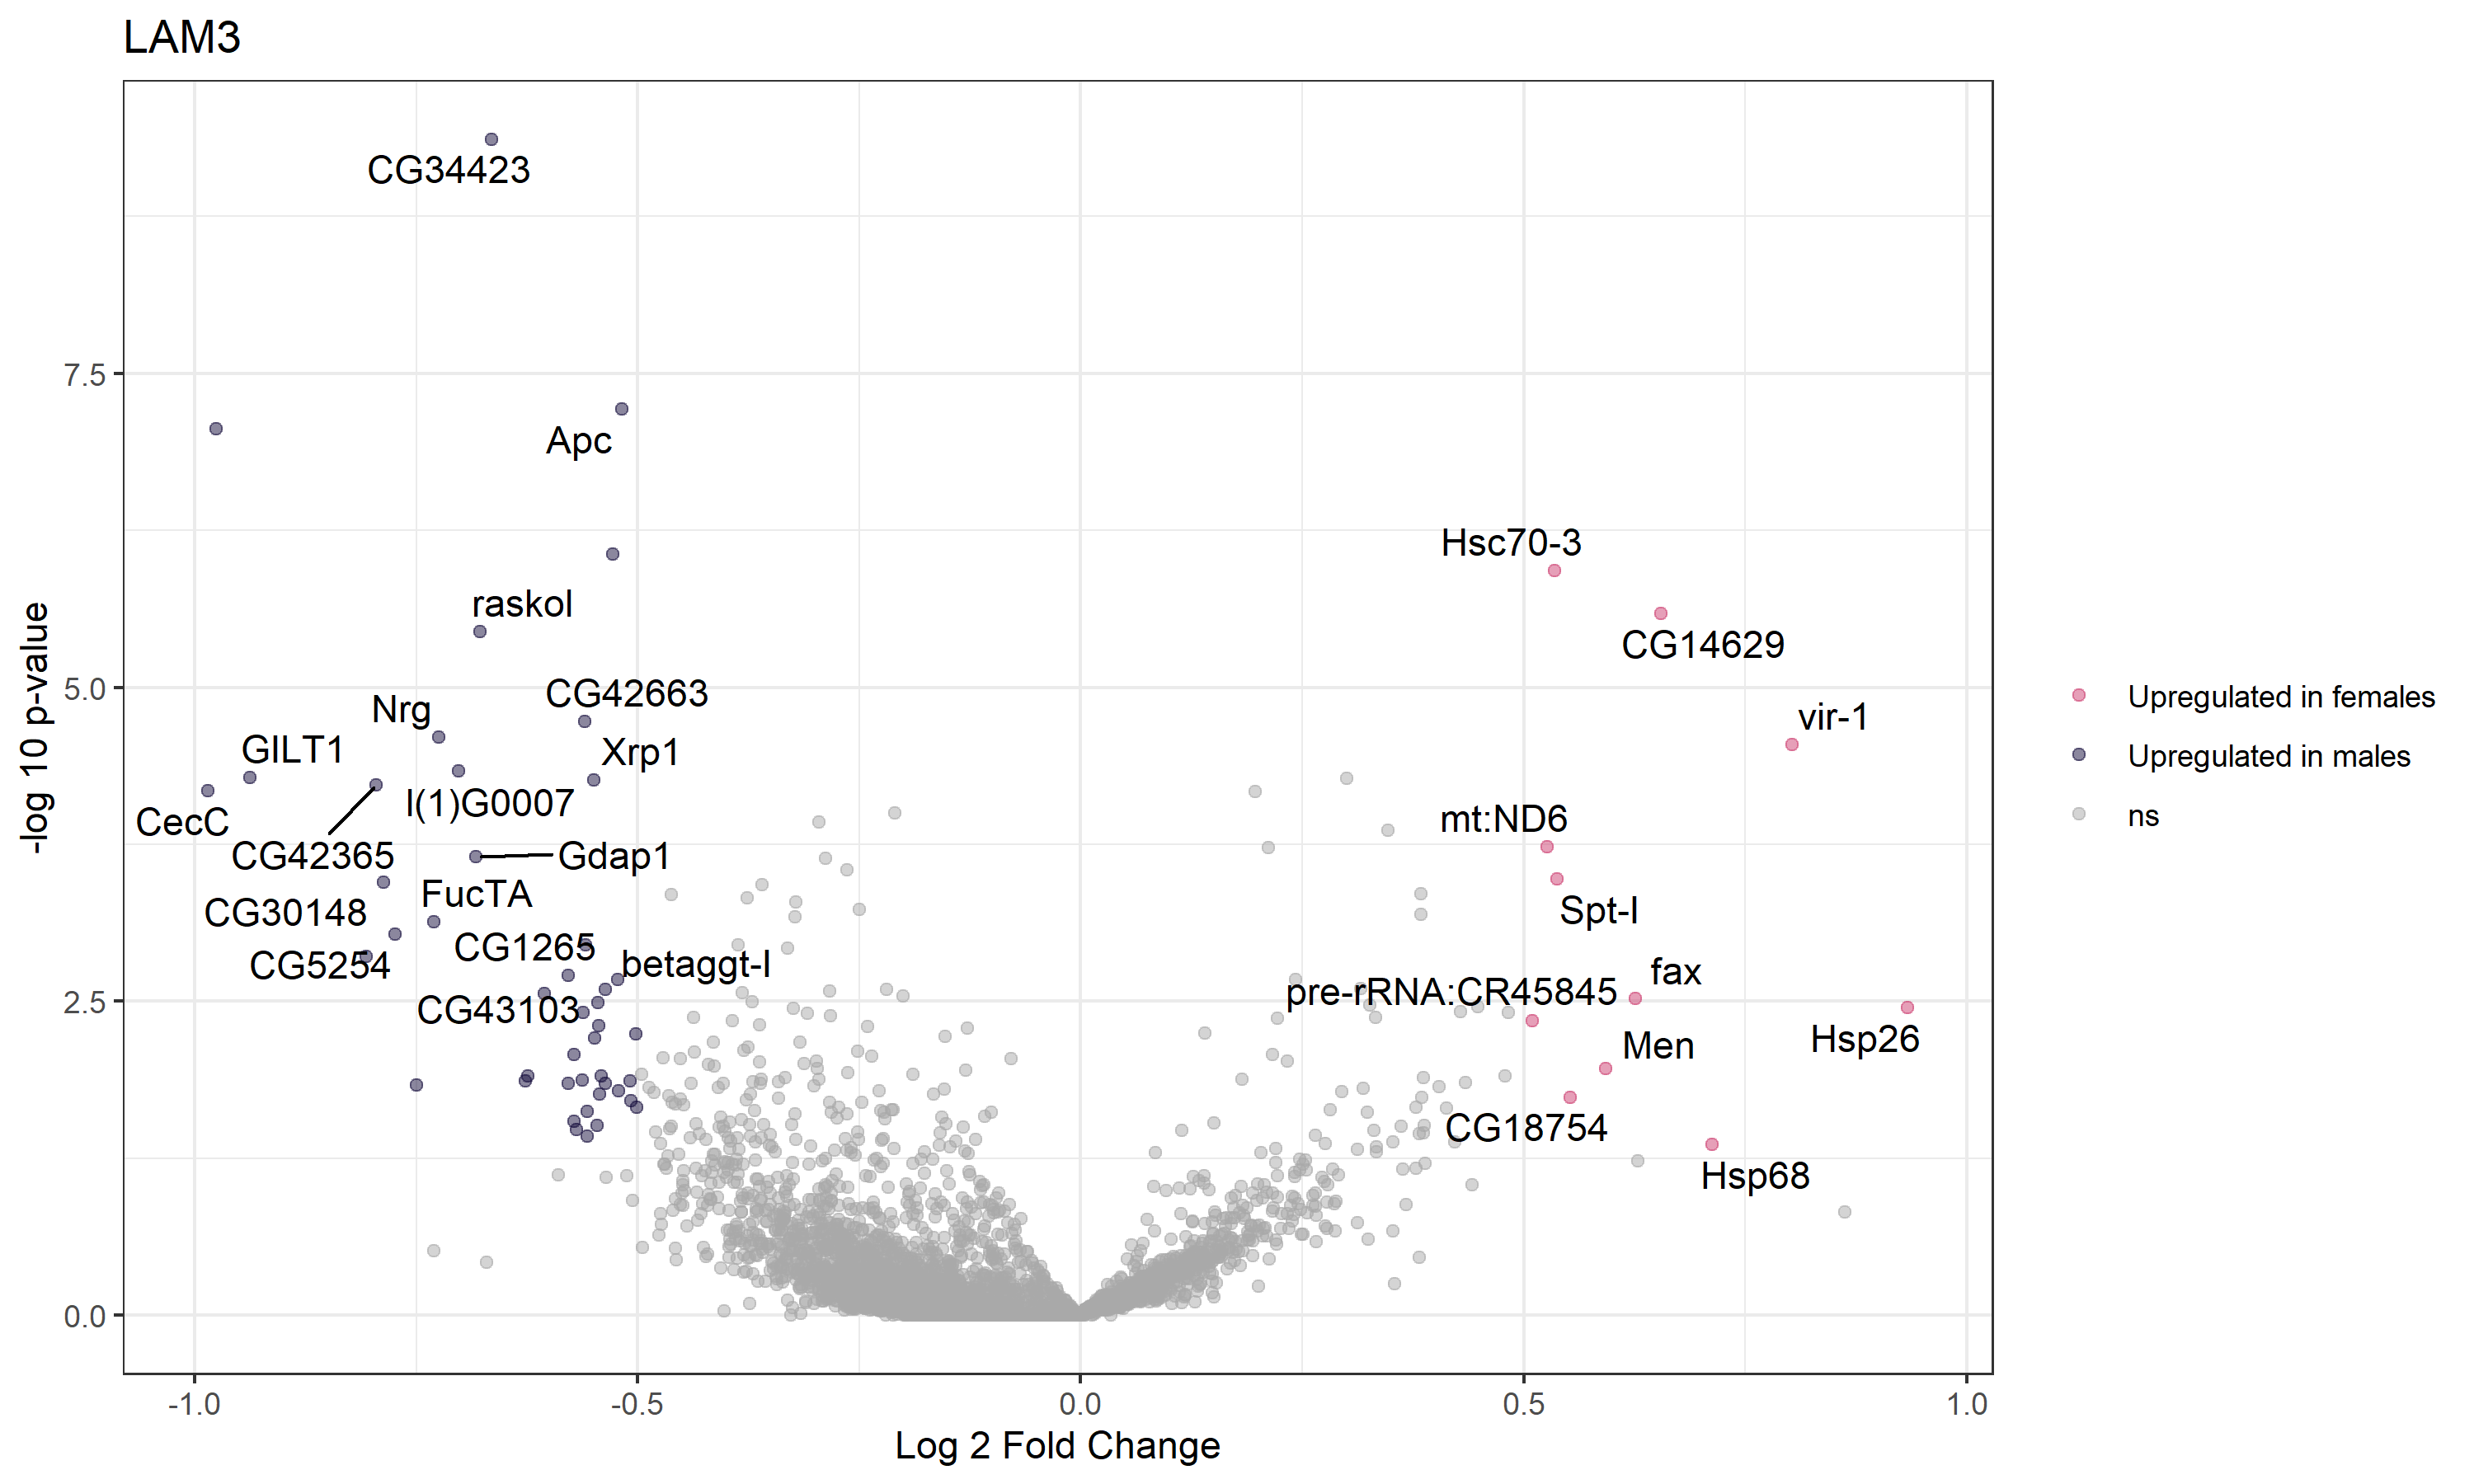 LAM3
CG34423
Apc
7.5
Hsc70-3
raskol
CG14629
-log 10 p-value
5.0
CG42663
Nrg
vir-1
Upregulated in females
GILT1
Xrp1
Upregulated in males
l(1)G0007
CecC
mt:ND6
ns
CG42365
Gdap1
FucTA
CG30148
Spt-I
CG1265
CG5254
betaggt-I
fax
2.5
pre-rRNA:CR45845
CG43103
Hsp26
Men
CG18754
Hsp68
0.0
-1.0
-0.5
0.0
0.5
1.0
Log 2 Fold Change